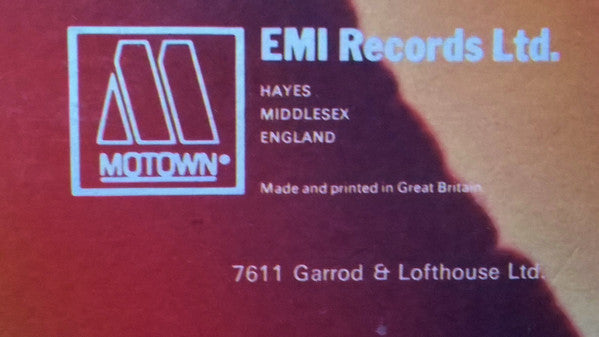 MOTOWN®
EMI Records Ltd.
HAYES
MIDDLESEX
ENGLAND
Made and printed in Great Britain
7611 Garrod & Lofthouse Ltd.